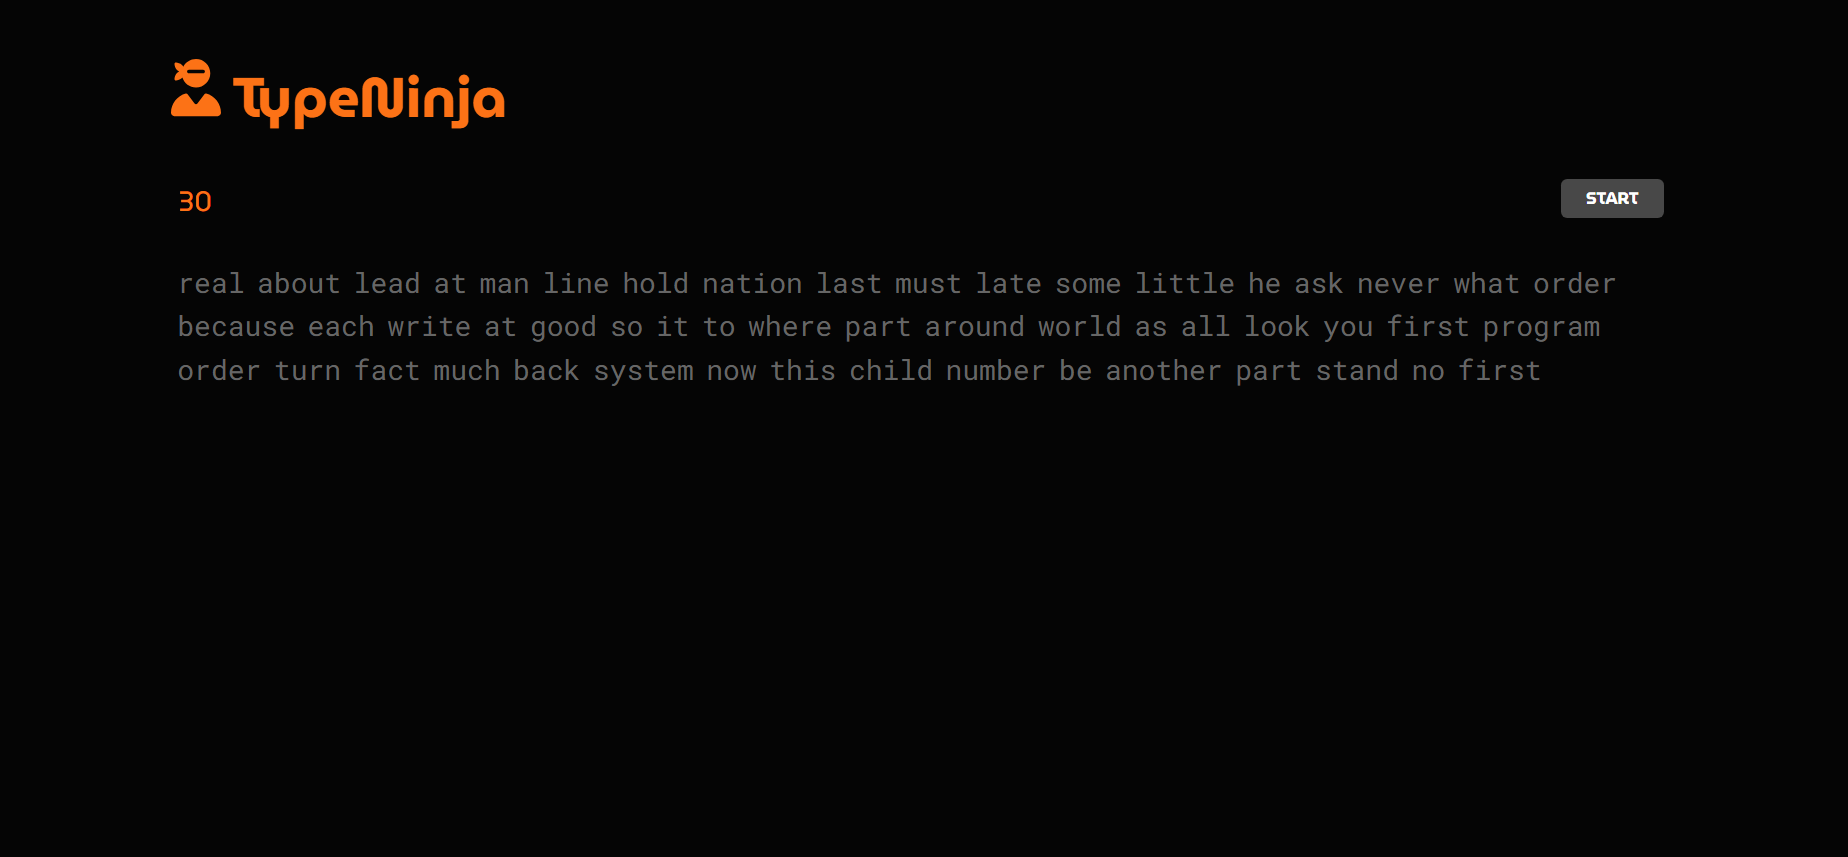 TypeNinja
30
START
real about lead at man line hold nation last must late some little he ask never what order
because each write at good so it to where part around world as all look you first program
order turn fact much back system now this child number be another part stand no first